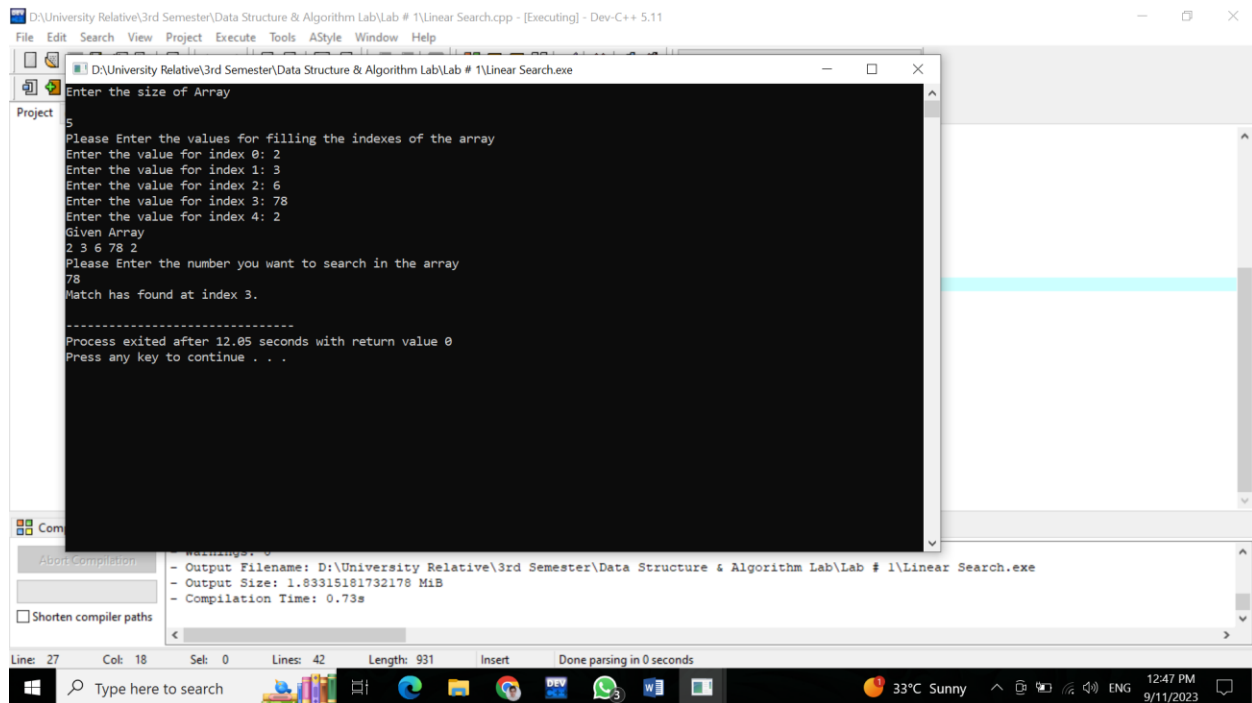 D:\University Relative\3rd Semester\Data Structure & Algorithm Lab\Lab # 1\Linear Search.cpp - [Executing] - Dev-C++ 5.11
File Edit Search View Project Execute Tools AStyle Window Help
D:\University Relative\3rd Semester\Data Structure & Algorithm Lab\Lab # 1\Linear Search.exe
Project
Enter the size of Array
5
Please Enter the values for filling the indexes of the array
Enter the value for index 0: 2
Enter the value for index 1: 3
Enter the value for index 2: 6
Enter the value for index 3: 78
Enter the value for index 4: 2
Given Array
2 3 6 78 2
Please Enter the number you want to search in the array
78
Match has found at index 3.
--------------------------------
Process exited after 12.05 seconds with return value 0
Press any key to continue . . .
Com
Abort Compilation
Shorten compiler paths
- Warnings: 0
- Output Filename: D:\University Relative\3rd Semester\Data Structure & Algorithm Lab\Lab # 1\Linear Search.exe
- Output Size: 1.83315181732178 MiB
- Compilation Time: 0.73s
Line: 27 Col: 18 Sel: 0 Lines: 42 Length: 931 Insert Done parsing in 0 seconds
Type here to search
DEV
3
1
33°C Sunny
ENG
12:47 PM
9/11/2023